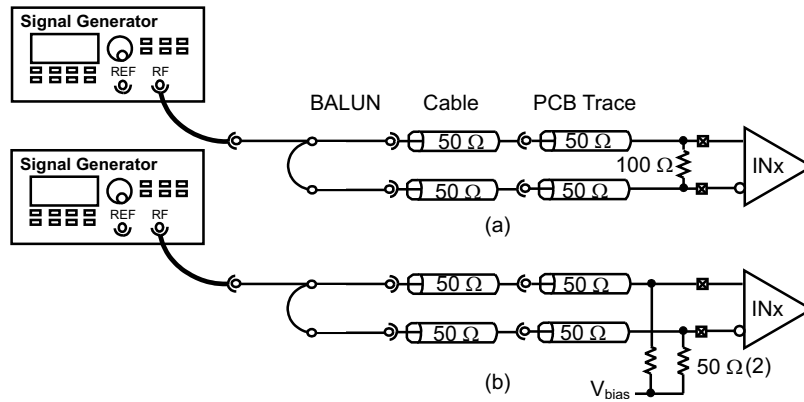 Signal Generator
REF RF
BALUN Cable PCB Trace
50 Ω 50 Ω
100 Ω
INx
50 Ω 50 Ω
(a)
Signal Generator
REF RF
50 Ω 50 Ω
INx
50 Ω 50 Ω
50 Ω(2)
(b)
Vbias